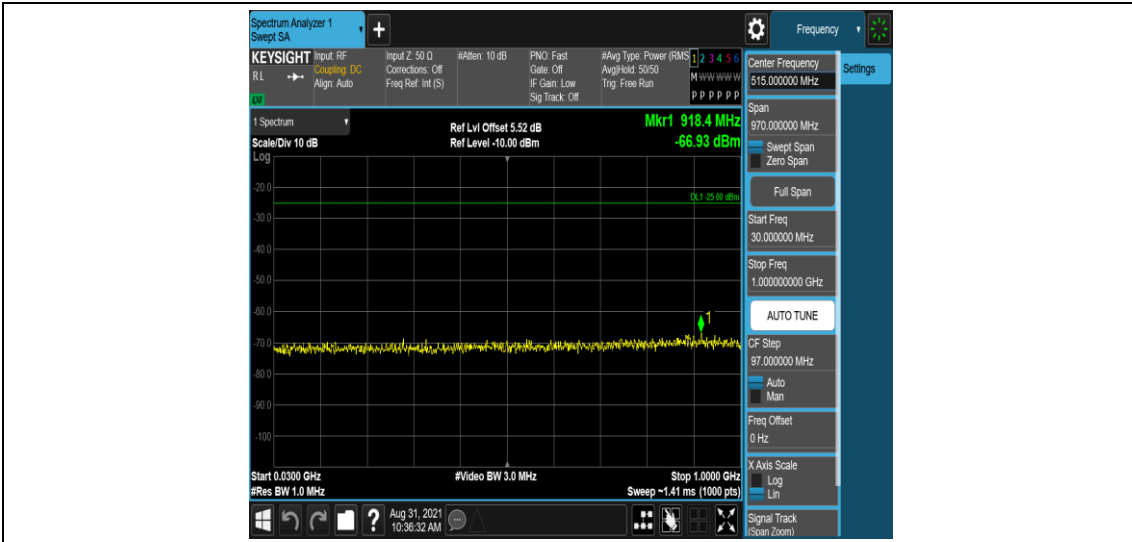 Spectrum Analyzer 1
Swept SA
+
Frequency
KEYSIGHT
RL
LXI
Input: RF
Coupling: DC
Align: Auto
Input Z: 50 Ω
Corrections: Off
Freq Ref: Int (S)
#Atten: 10 dB
PNO: Fast
Gate: Off
IF Gain: Low
Sig Track: Off
#Avg Type: Power (RMS
Avg|Hold: 50/50
Trig: Free Run
1 2 3 4 5 6
M W W W W W
P P P P P P
1 Spectrum
Scale/Div 10 dB
Log
Ref Lvl Offset 5.52 dB
Ref Level -10.00 dBm
Mkr1 918.4 MHz
-66.93 dBm
DL1 -25.00 dBm
-20.0
-30.0
-40.0
-50.0
-60.0
-70.0
-80.0
-90.0
-100
1
Start 0.0300 GHz
#Res BW 1.0 MHz
#Video BW 3.0 MHz
Stop 1.0000 GHz
Sweep ~1.41 ms (1000 pts)
?
Aug 31, 2021
10:36:32 AM
Center Frequency
515.000000 MHz
Settings
Span
970.000000 MHz
Swept Span
Zero Span
Full Span
Start Freq
30.000000 MHz
Stop Freq
1.000000000 GHz
AUTO TUNE
CF Step
97.000000 MHz
Auto
Man
Freq Offset
0 Hz
X Axis Scale
Log
Lin
Signal Track
(Span Zoom)